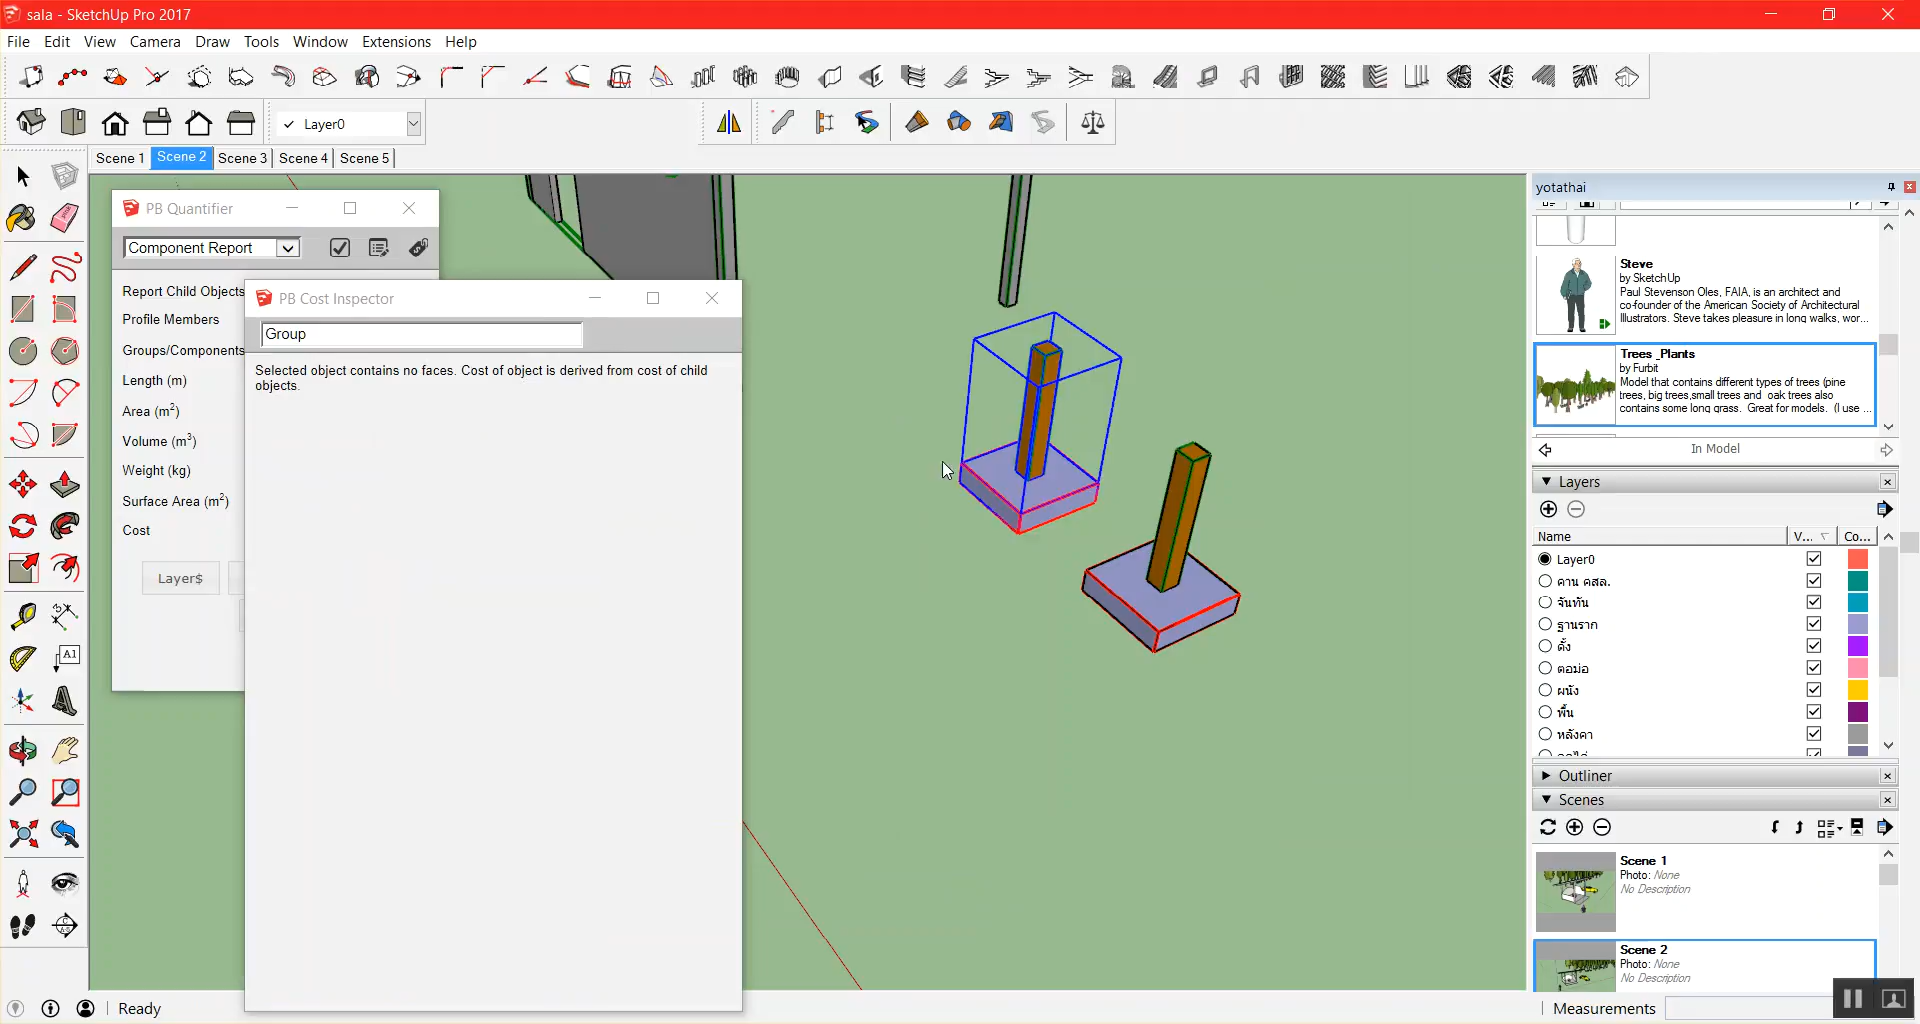 sala - SketchUp Pro 2017
File Edit View Camera Draw Tools Window Extensions Help
Layer0
Scene 1 Scene 2 Scene 3 Scene 4 Scene 5
PB Quantifier
Component Report
Report Child Objects
Profile Members
Groups/Components
Length (m)
Area (m²)
Volume (m³)
Weight (kg)
Surface Area (m²)
Cost
Layer$
PB Cost Inspector
Group
Selected object contains no faces. Cost of object is derived from cost of child
objects.
A1
yotathai
Steve
by SketchUp
Paul Stevenson Oles, FAIA, is an architect and
co-founder of the American Society of Architectural
Illustrators. Steve takes pleasure in long walks, wor...
Trees _Plants
by Furbit
Model that contains different types of trees (pine
trees, big trees,small trees and oak trees also
contains some long grass. Great for models. (I use ...
In Model
Layers
Name V... Co...
Layer0
คาน คสล.
จันทัน
ฐานราก
ดั้ง
ตอม่อ
ผนัง
พื้น
หลังคา
Outliner
Scenes
Scene 1
Photo: None
No Description
Scene 2
Photo: None
No Description
Ready
Measurements